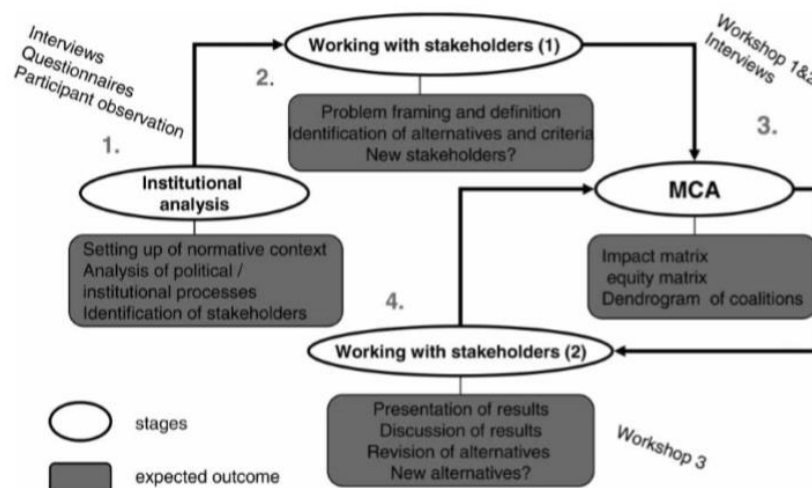 Interviews
Questionnaires
Participant observation
1.
2.
Working with stakeholders (1)
Problem framing and definition
Identification of alternatives and criteria
New stakeholders?
Workshop 1&2
Interviews
3.
Institutional
analysis
Setting up of normative context
Analysis of political /
institutional processes
Identification of stakeholders
MCA
Impact matrix
equity matrix
Dendrogram of coalitions
4.
Working with stakeholders (2)
Presentation of results
Discussion of results
Revision of alternatives
New alternatives?
Workshop 3
stages
expected outcome